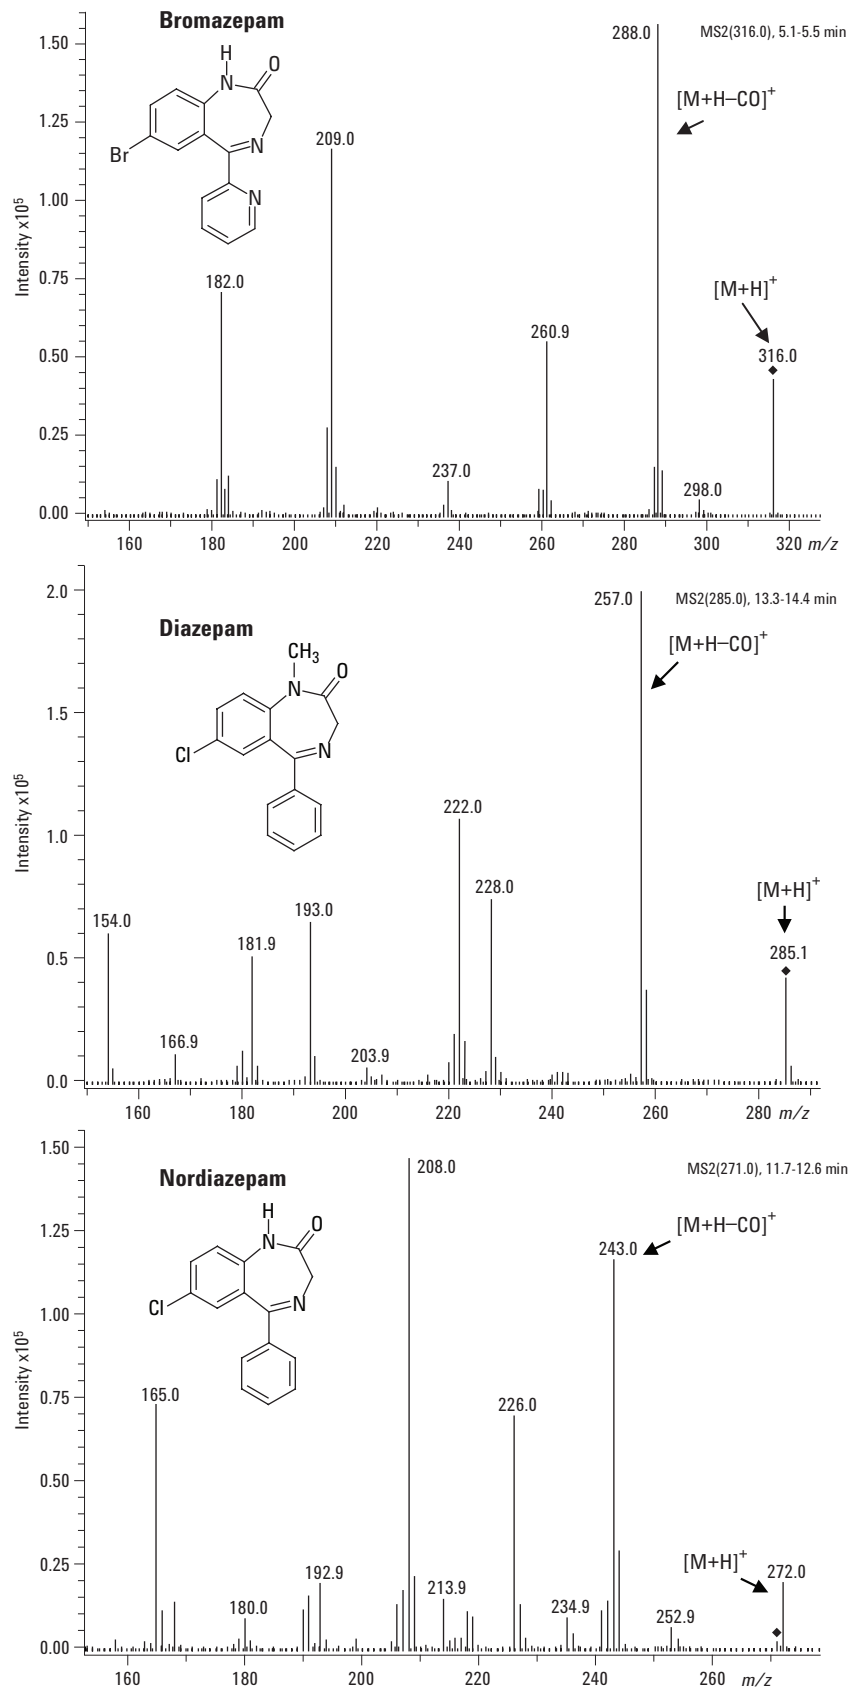 Bromazepam
MS2(316.0), 5.1-5.5 min
288.0
[M+H–CO]+
H
N
O
N
Br
N
209.0
182.0
260.9
[M+H]+
316.0
237.0
298.0
Intensity x10⁵
1.50
1.25
1.00
0.75
0.50
0.25
0.00
160 180 200 220 240 260 280 300 320 m/z
Diazepam
MS2(285.0), 13.3-14.4 min
257.0
[M+H–CO]+
CH3
N
O
N
Cl
222.0
228.0
[M+H]+
285.1
154.0
193.0
181.9
166.9
203.9
Intensity x10⁵
2.0
1.5
1.0
0.5
0.0
160 180 200 220 240 260 280 m/z
Nordiazepam
MS2(271.0), 11.7-12.6 min
208.0
[M+H–CO]+
243.0
H
N
O
N
Cl
165.0
226.0
[M+H]+
272.0
192.9
180.0
213.9
234.9
252.9
Intensity x10⁵
1.50
1.25
1.00
0.75
0.50
0.25
0.00
160 180 200 220 240 260 m/z